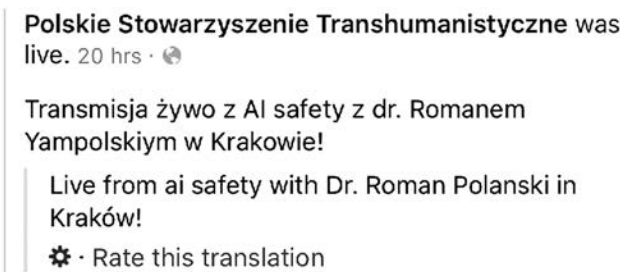 Polskie Stowarzyszenie Transhumanistyczne was
live. 20 hrs ·
Transmisja żywo z AI safety z dr. Romanem
Yampolskiym w Krakowie!
Live from ai safety with Dr. Roman Polanski in
Kraków!
· Rate this translation